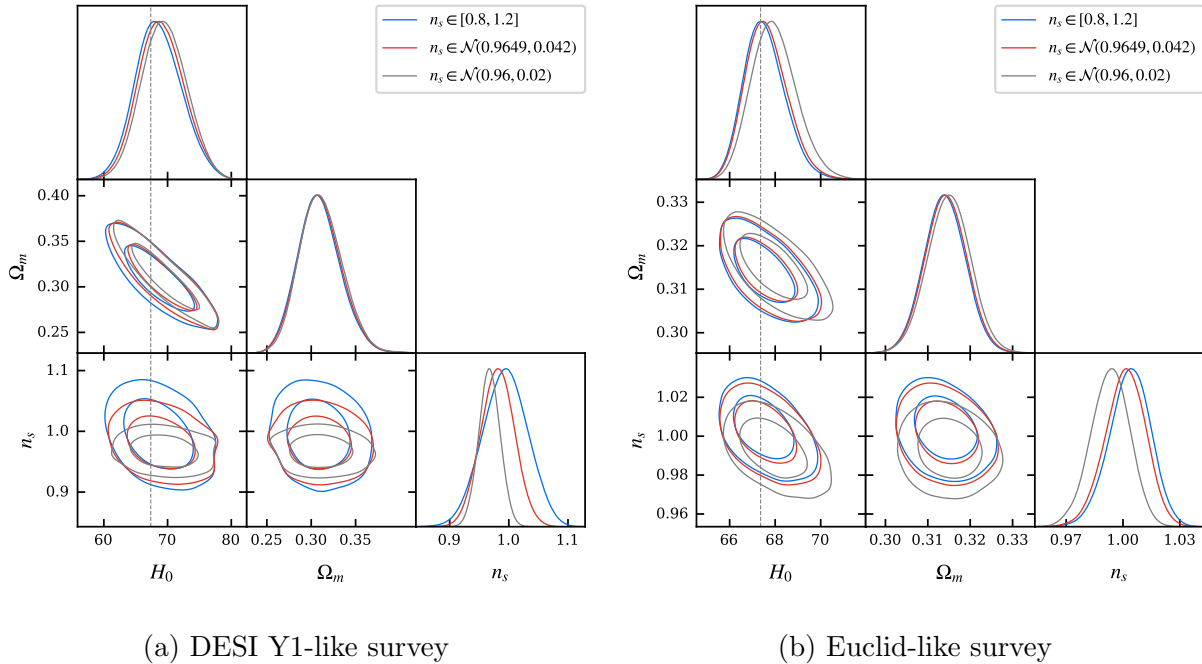 n_s ∈ [0.8, 1.2]
n_s ∈ 𝒩(0.9649, 0.042)
n_s ∈ 𝒩(0.96, 0.02)
0.40
0.35
0.30
0.25
Ω_m
1.1
1.0
0.9
n_s
60 70 80
0.25 0.30 0.35
0.9 1.0 1.1
H_0 Ω_m n_s
(a) DESI Y1-like survey
n_s ∈ [0.8, 1.2]
n_s ∈ 𝒩(0.9649, 0.042)
n_s ∈ 𝒩(0.96, 0.02)
0.33
0.32
0.31
0.30
Ω_m
1.02
1.00
0.98
0.96
n_s
66 68 70
0.30 0.31 0.32 0.33
0.97 1.00 1.03
H_0 Ω_m n_s
(b) Euclid-like survey